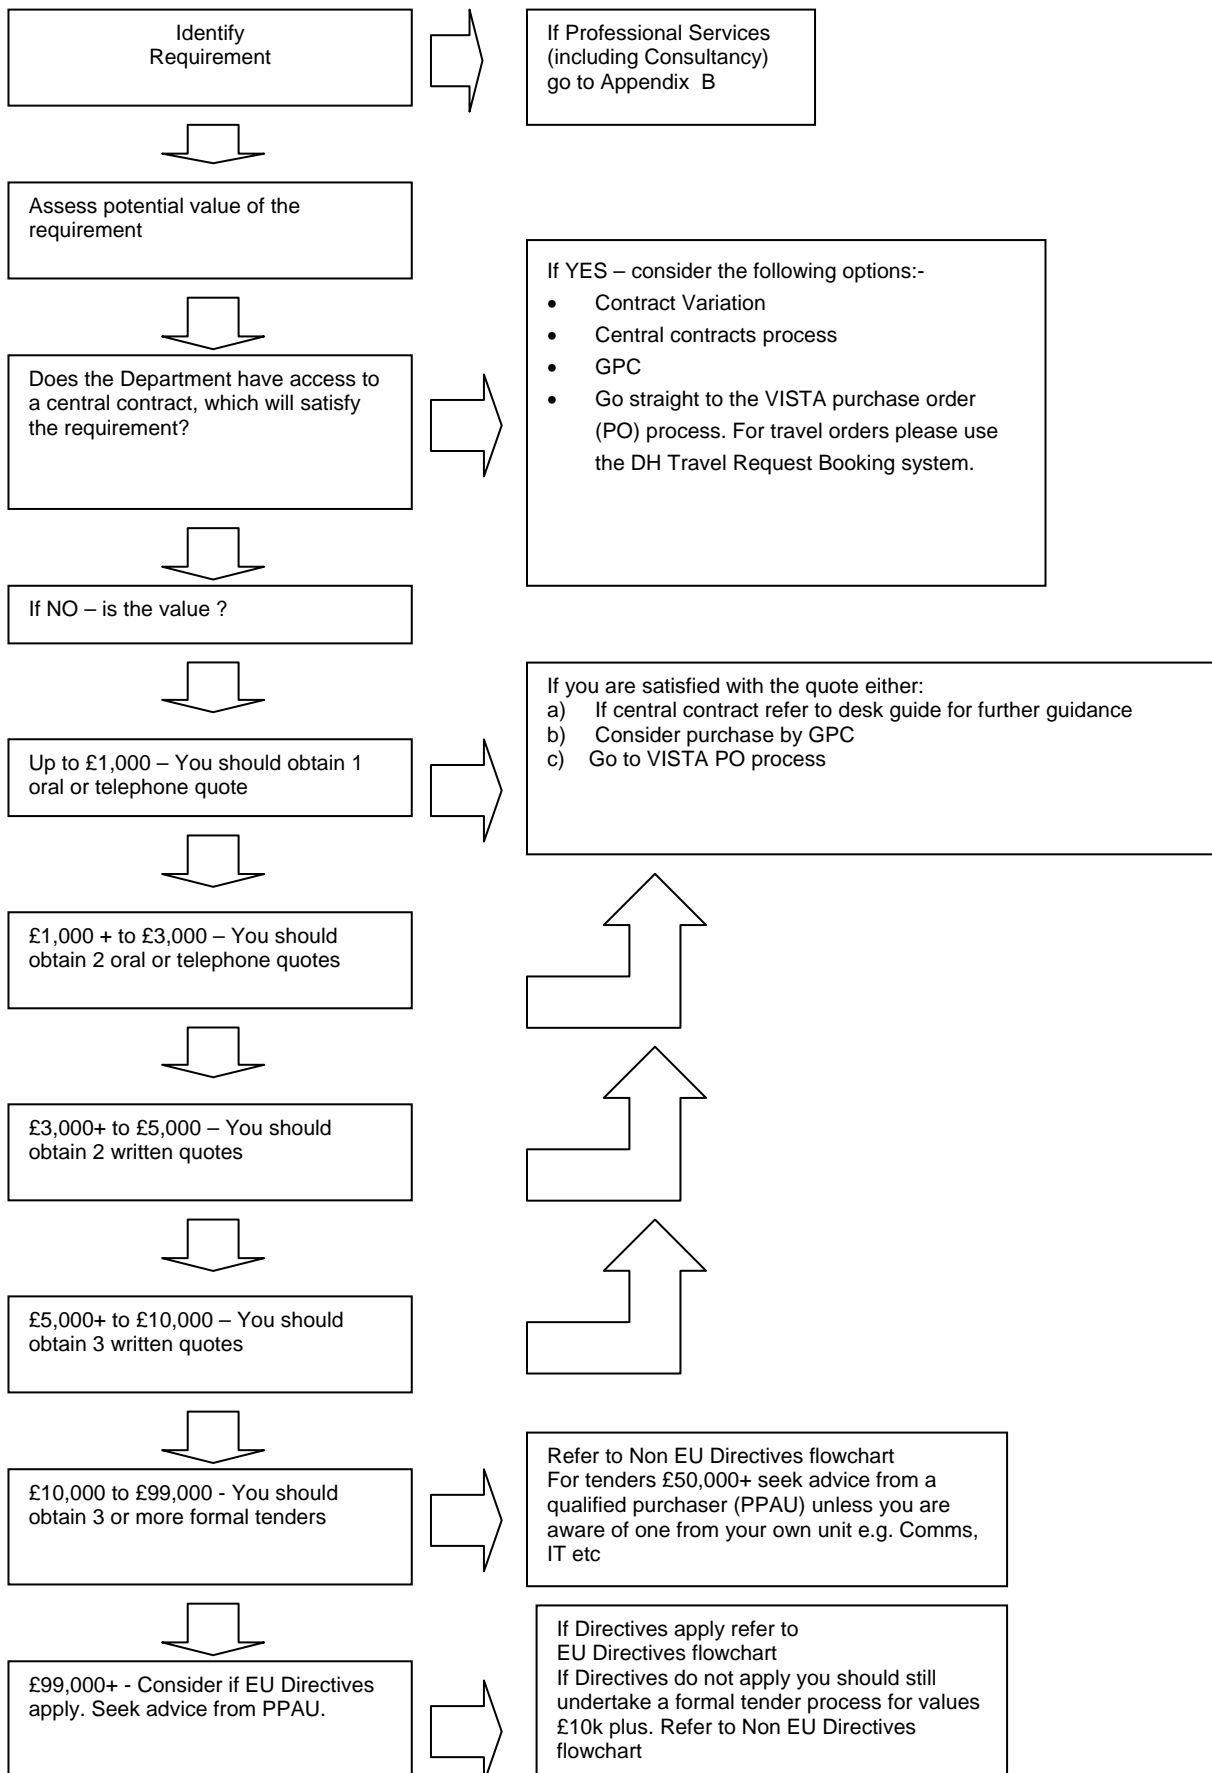 Identify
Requirement
If Professional Services
(including Consultancy)
go to Appendix  B
Assess potential value of the
requirement
Does the Department have access to
a central contract, which will satisfy
the requirement?
If YES – consider the following options:-
• Contract Variation
• Central contracts process
• GPC
• Go straight to the VISTA purchase order
(PO) process. For travel orders please use
the DH Travel Request Booking system.
If NO – is the value ?
Up to £1,000 – You should obtain 1
oral or telephone quote
If you are satisfied with the quote either:
a) If central contract refer to desk guide for further guidance
b) Consider purchase by GPC
c) Go to VISTA PO process
£1,000 + to £3,000 – You should
obtain 2 oral or telephone quotes
£3,000+ to £5,000 – You should
obtain 2 written quotes
£5,000+ to £10,000 – You should
obtain 3 written quotes
£10,000 to £99,000 - You should
obtain 3 or more formal tenders
Refer to Non EU Directives flowchart
For tenders £50,000+ seek advice from a
qualified purchaser (PPAU) unless you are
aware of one from your own unit e.g. Comms,
IT etc
£99,000+ - Consider if EU Directives
apply. Seek advice from PPAU.
If Directives apply refer to
EU Directives flowchart
If Directives do not apply you should still
undertake a formal tender process for values
£10k plus. Refer to Non EU Directives
flowchart